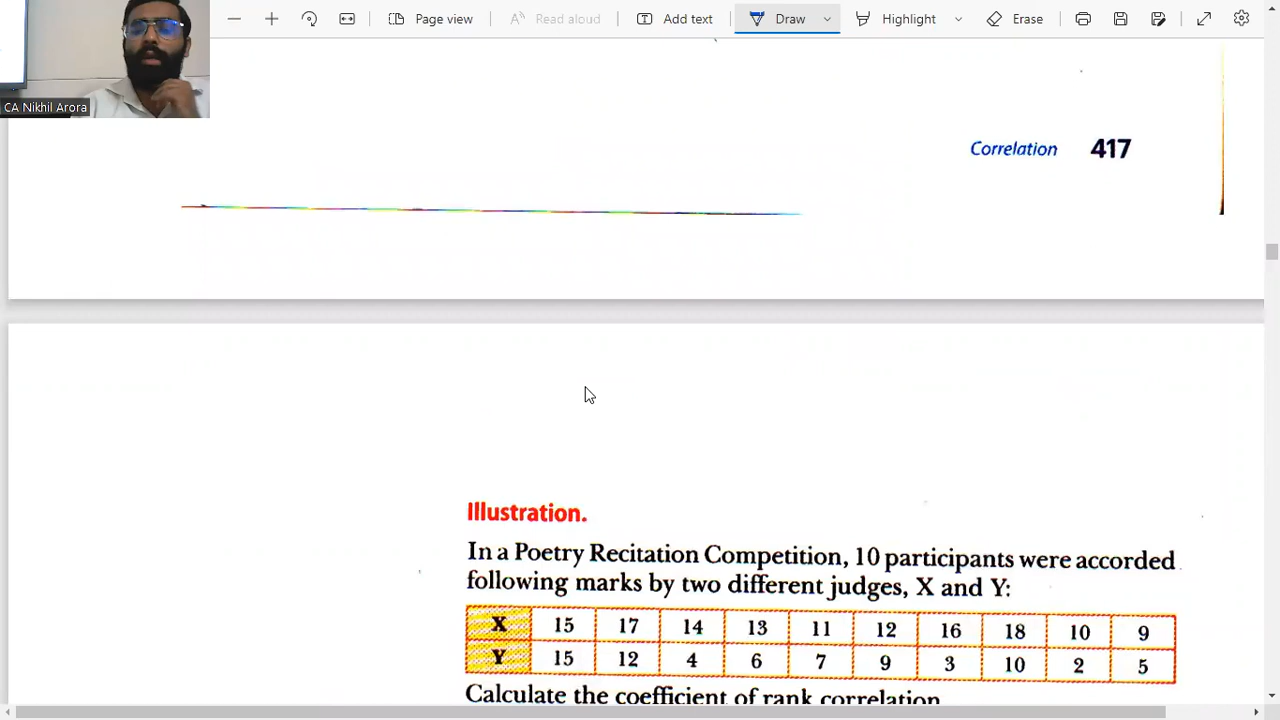 Page view
Read aloud
Add text
Draw
Highlight
Erase
CA Nikhil Arora
Correlation 417
Illustration.
In a Poetry Recitation Competition, 10 participants were accorded
following marks by two different judges, X and Y:
X 15 17 14 13 11 12 16 18 10 9
Y 15 12 4 6 7 9 3 10 2 5
Calculate the coefficient of rank correlation.